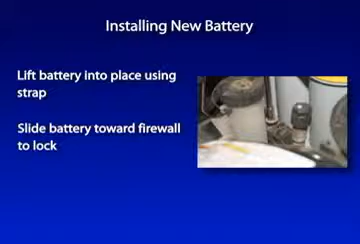 Installing New Battery
Lift battery into place using
strap
Slide battery toward firewall
to lock